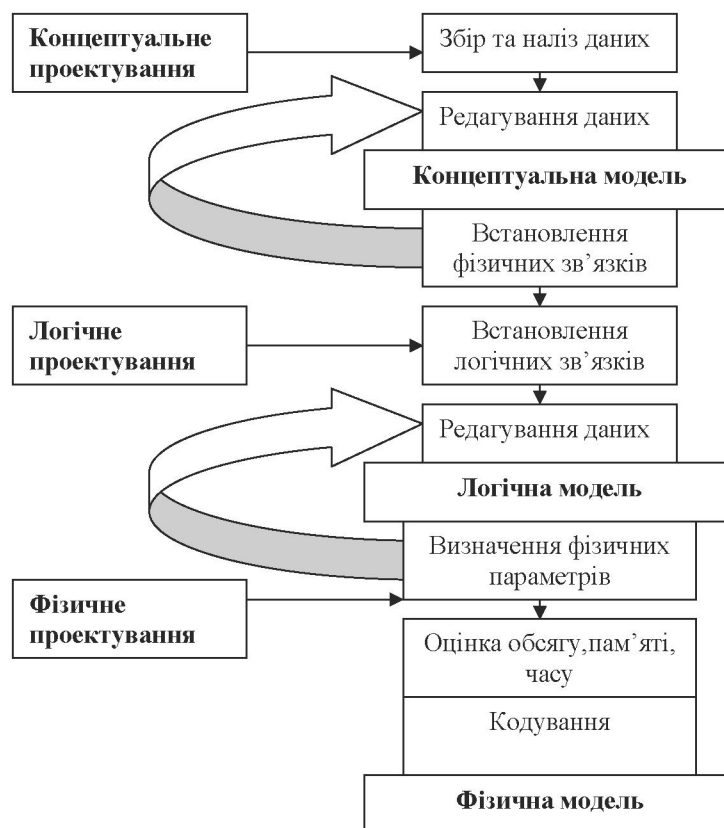 Концептуальне
проектування
Збір та наліз даних
Редагування даних
Концептуальна модель
Встановлення
фізичних зв’язків
Логічне
проектування
Встановлення
логічних зв’язків
Редагування даних
Логічна модель
Визначення фізичних
параметрів
Фізичне
проектування
Оцінка обсягу,пам’яті,
часу
Кодування
Фізична модель